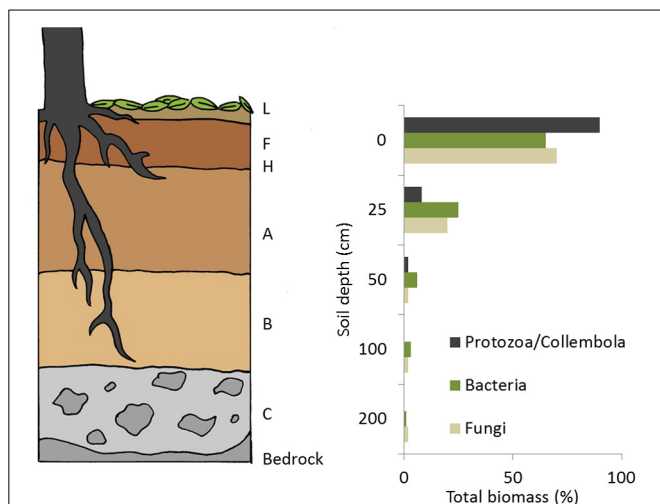 L
F
H
A
B
C
Bedrock
Soil depth (cm)
0
25
50
100
200
Protozoa/Collembola
Bacteria
Fungi
0
50
100
Total biomass (%)